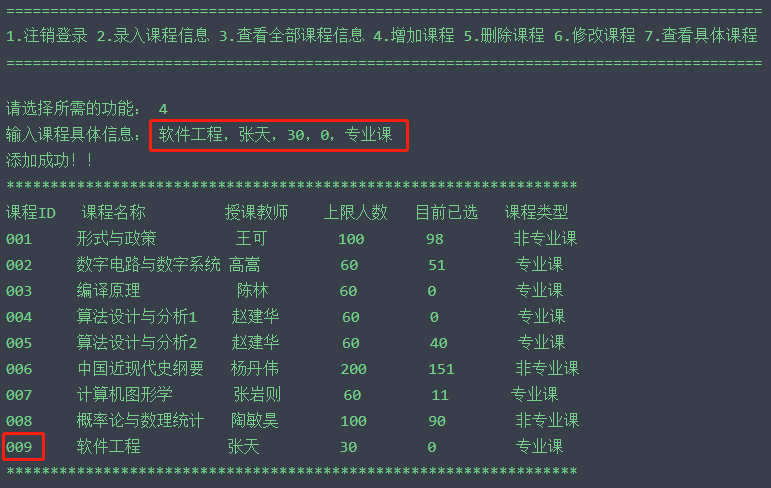 ======================================================================================
1.注销登录 2.录入课程信息 3.查看全部课程信息 4.增加课程 5.删除课程 6.修改课程 7.查看具体课程
======================================================================================
请选择所需的功能： 4
输入课程具体信息： 软件工程，张天，30，0，专业课
添加成功！！
*****************************************************************
课程ID 课程名称 授课教师 上限人数 目前已选 课程类型
001 形式与政策 王可 100 98 非专业课
002 数字电路与数字系统 高嵩 60 51 专业课
003 编译原理 陈林 60 0 专业课
004 算法设计与分析1 赵建华 60 0 专业课
005 算法设计与分析2 赵建华 60 40 专业课
006 中国近现代史纲要 杨丹伟 200 151 非专业课
007 计算机图形学 张岩则 60 11 专业课
008 概率论与数理统计 陶敏昊 100 90 非专业课
009 软件工程 张天 30 0 专业课
*****************************************************************